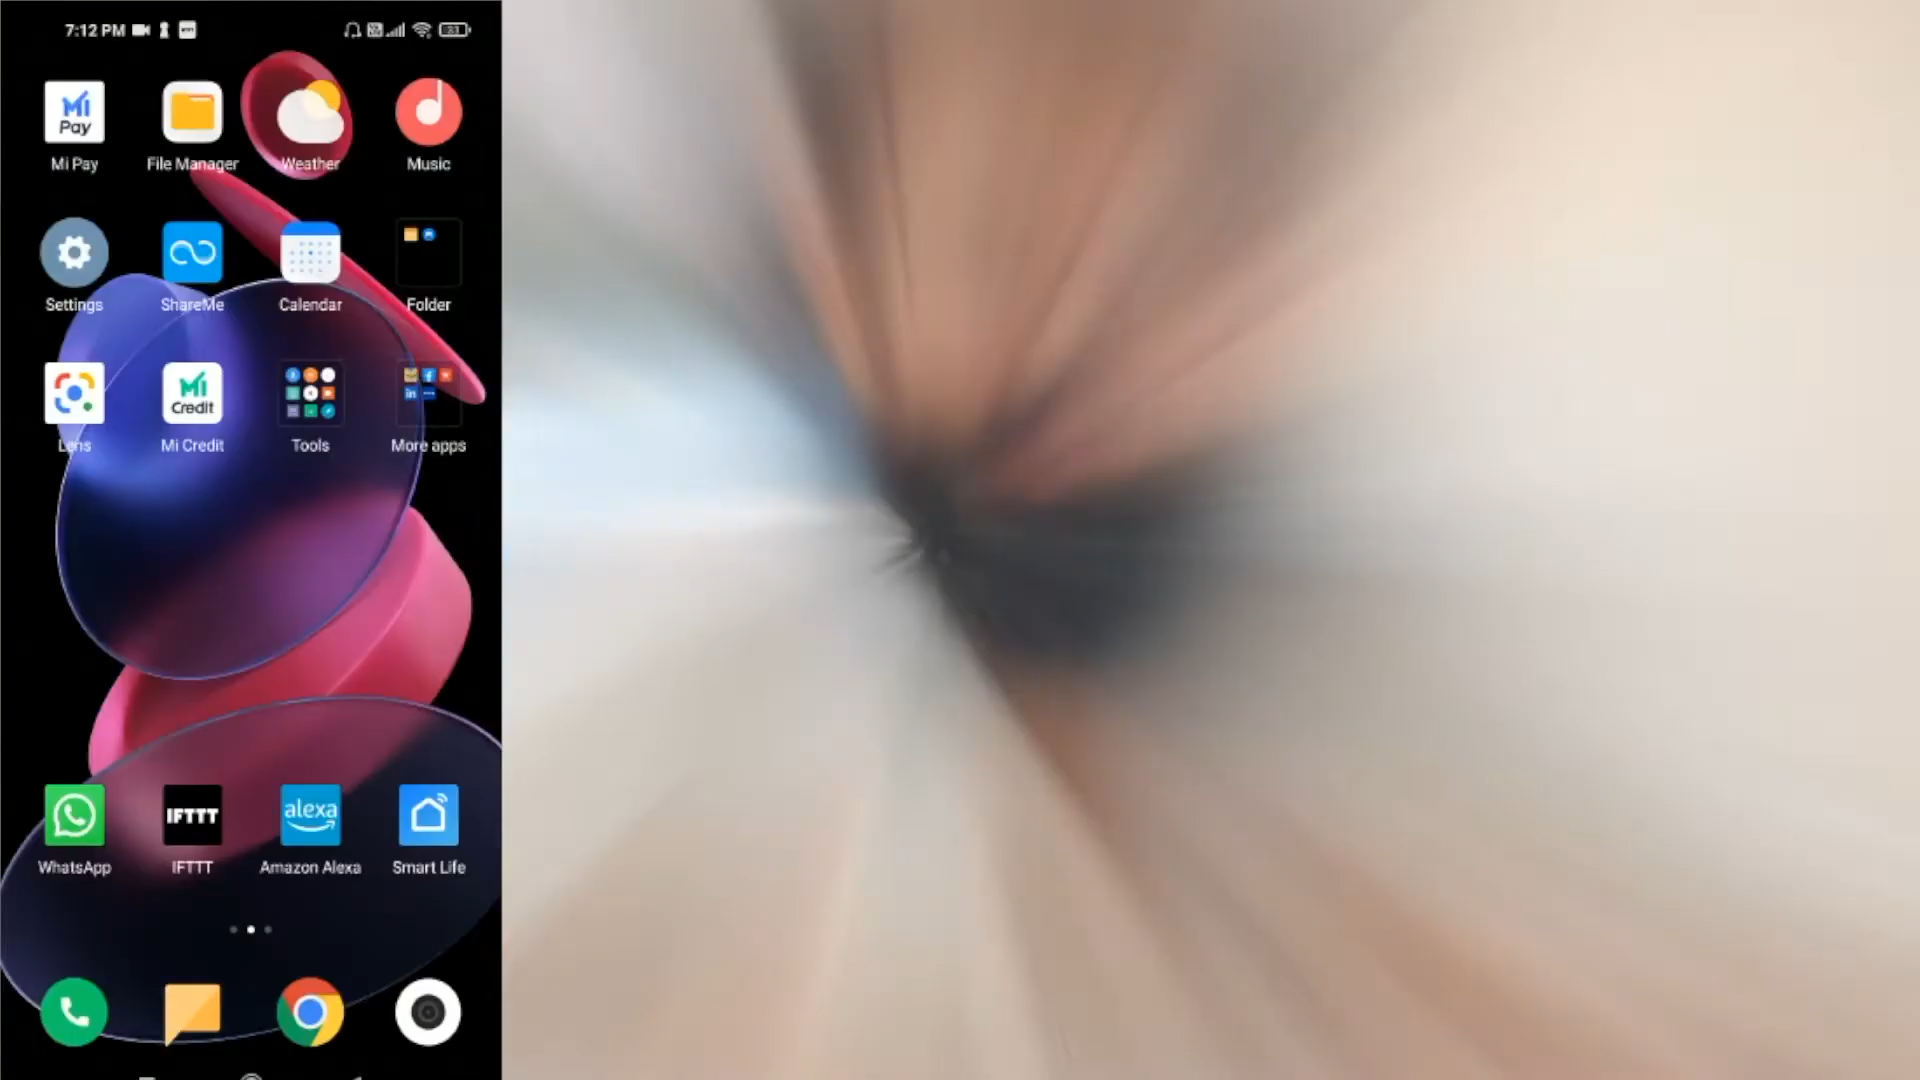 7:12 PM
Mi Pay
Mi Pay
File Manager
Weather
Music
Settings
ShareMe
Calendar
Folder
Lens
Mi Credit
Mi Credit
Tools
in
More apps
WhatsApp
IFTTT
IFTTT
alexa
Amazon Alexa
Smart Life